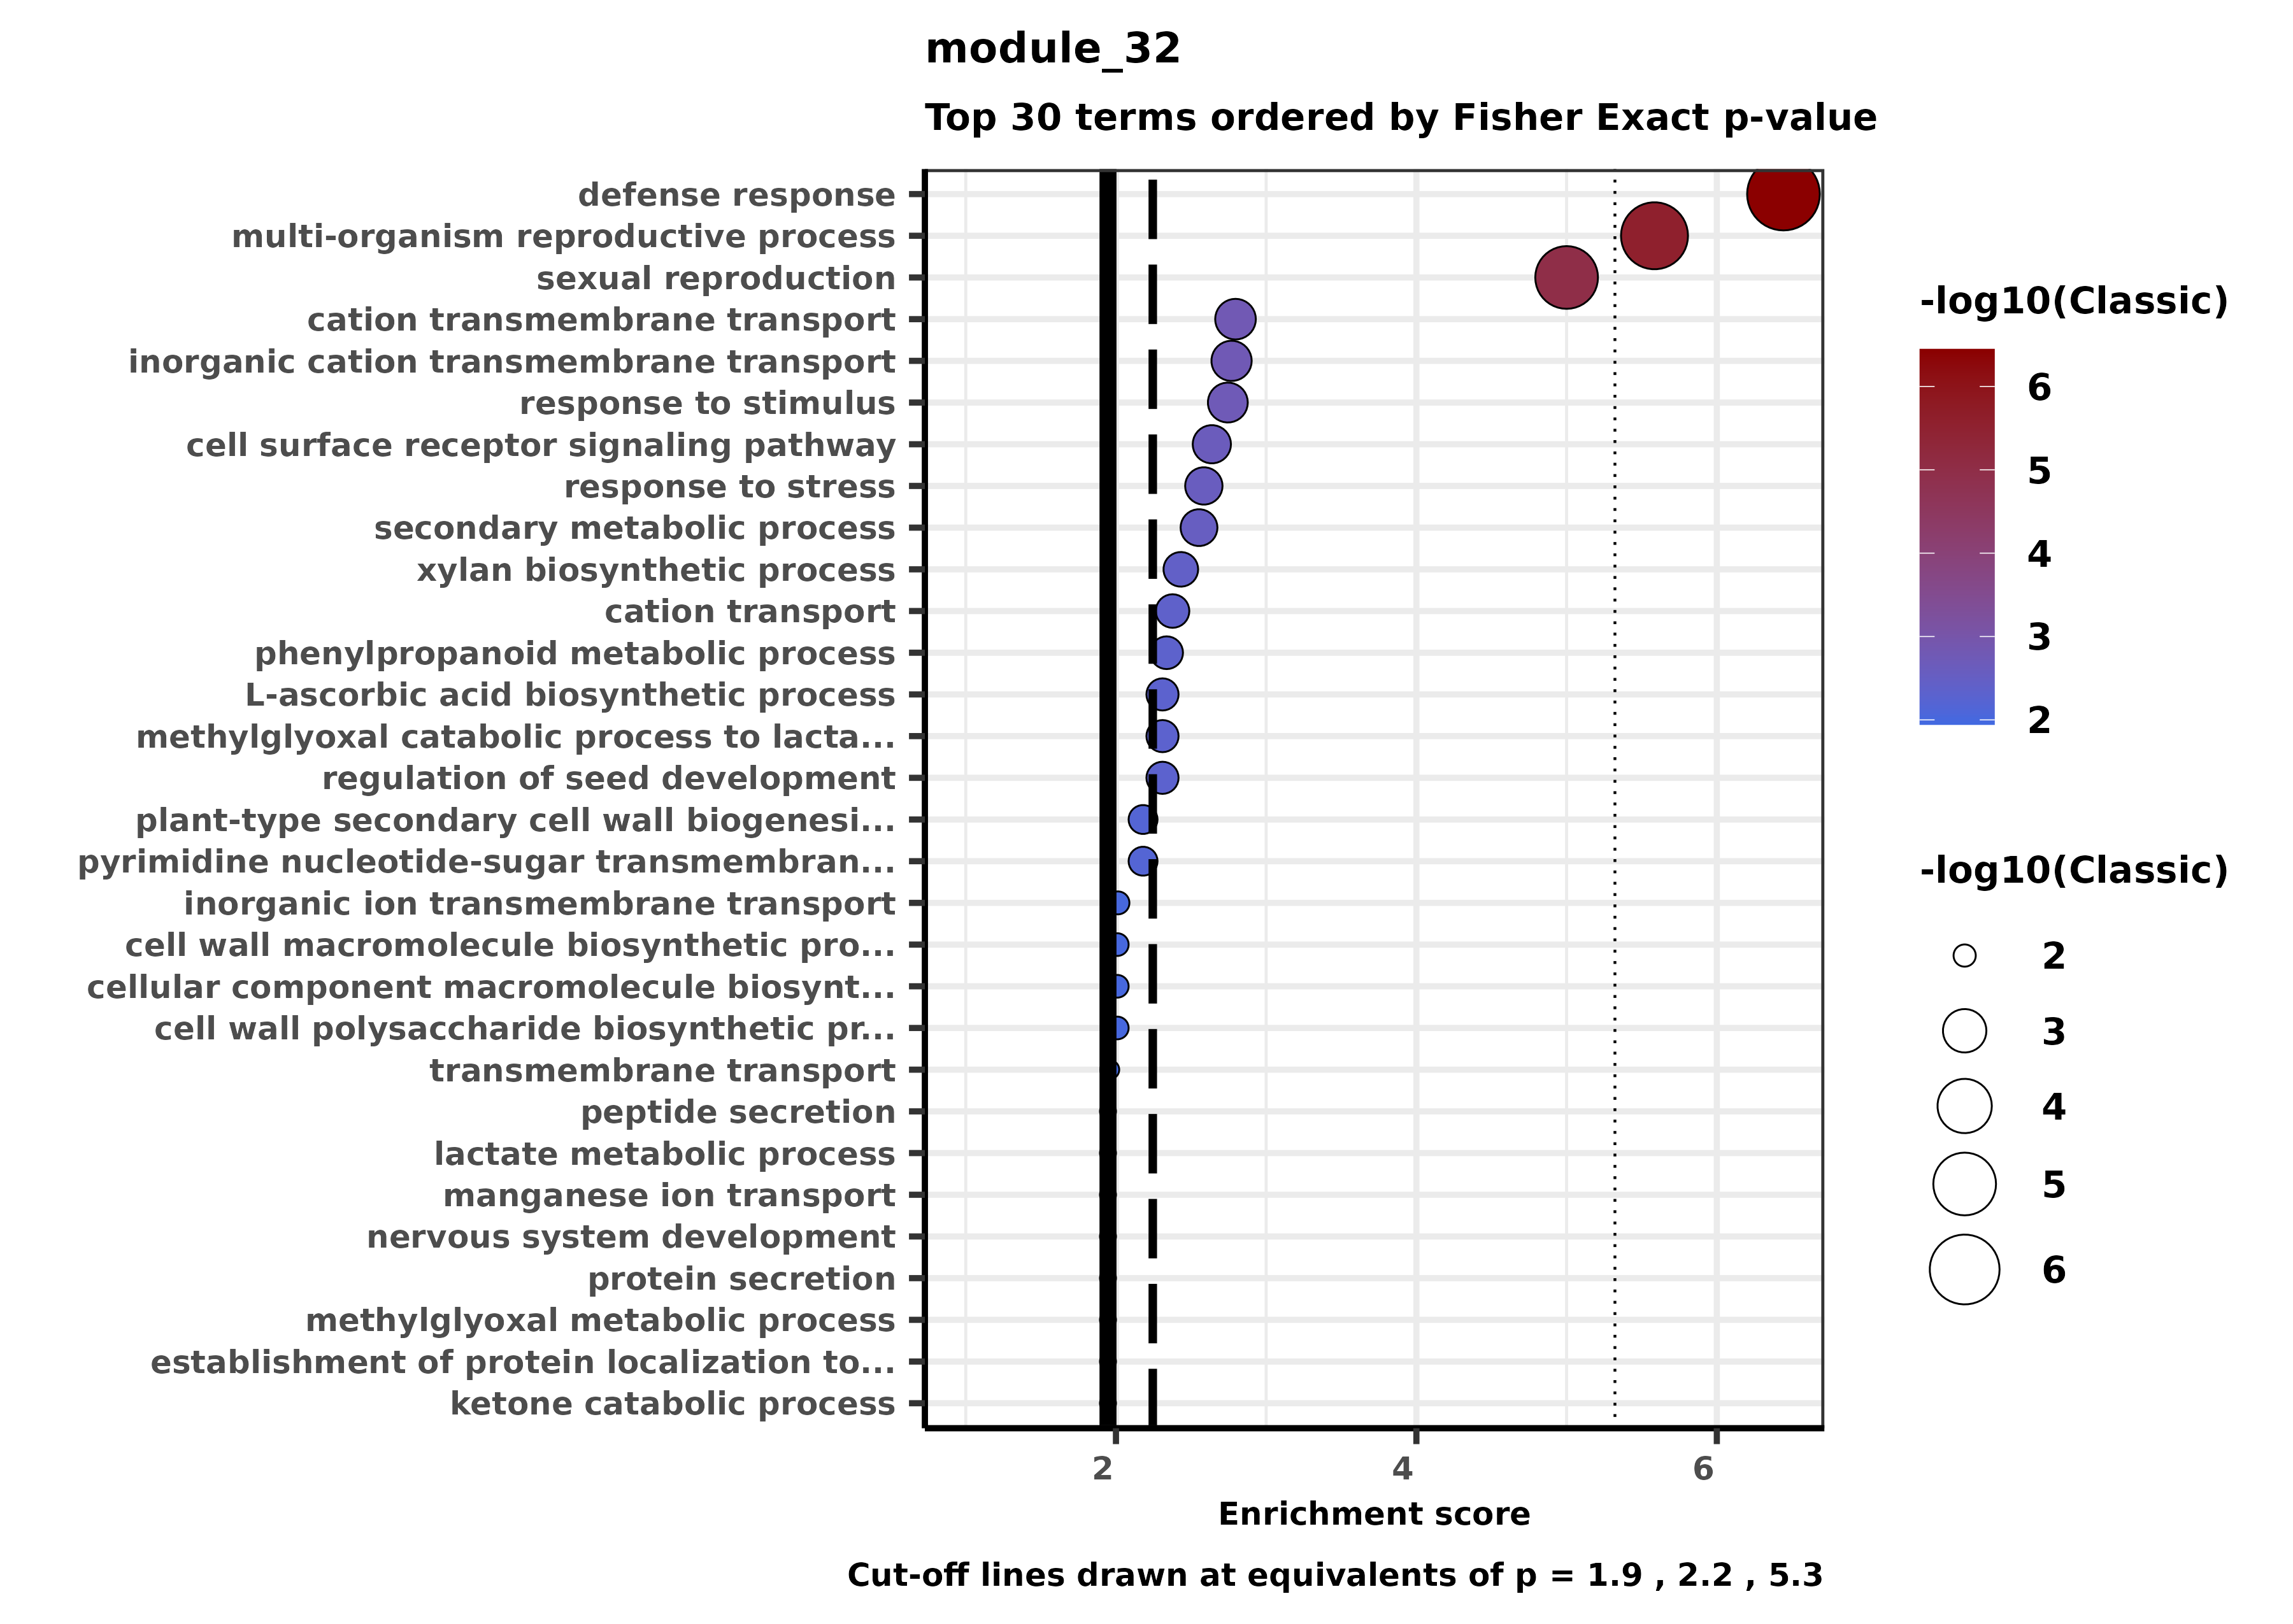 module_32
Top 30 terms ordered by Fisher Exact p-value
defense response
multi-organism reproductive process
sexual reproduction
cation transmembrane transport
inorganic cation transmembrane transport
response to stimulus
cell surface receptor signaling pathway
response to stress
secondary metabolic process
xylan biosynthetic process
cation transport
phenylpropanoid metabolic process
L-ascorbic acid biosynthetic process
methylglyoxal catabolic process to lacta...
regulation of seed development
plant-type secondary cell wall biogenesi...
pyrimidine nucleotide-sugar transmembran...
inorganic ion transmembrane transport
cell wall macromolecule biosynthetic pro...
cellular component macromolecule biosynt...
cell wall polysaccharide biosynthetic pr...
transmembrane transport
peptide secretion
lactate metabolic process
manganese ion transport
nervous system development
protein secretion
methylglyoxal metabolic process
establishment of protein localization to...
ketone catabolic process
2 4 6
Enrichment score
Cut-off lines drawn at equivalents of p = 1.9 , 2.2 , 5.3
-log10(Classic)
6
5
4
3
2
-log10(Classic)
2
3
4
5
6